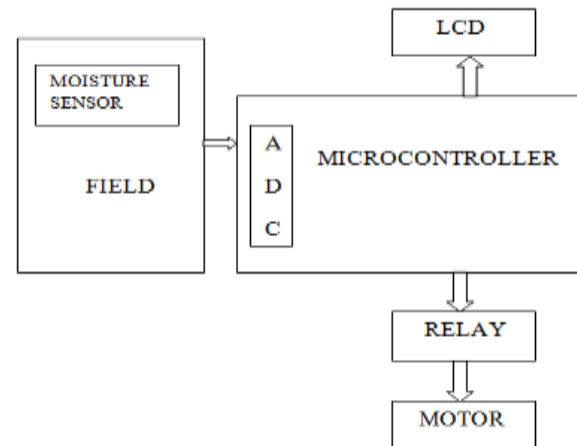 LCD
MOISTURE
SENSOR
FIELD
A
D
C
MICROCONTROLLER
RELAY
MOTOR